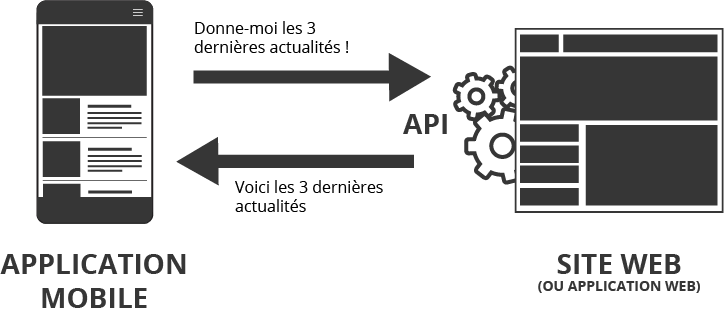 Donne-moi les 3
dernières actualités !
API
Voici les 3 dernières
actualités
APPLICATION
MOBILE
SITE WEB
(OU APPLICATION WEB)